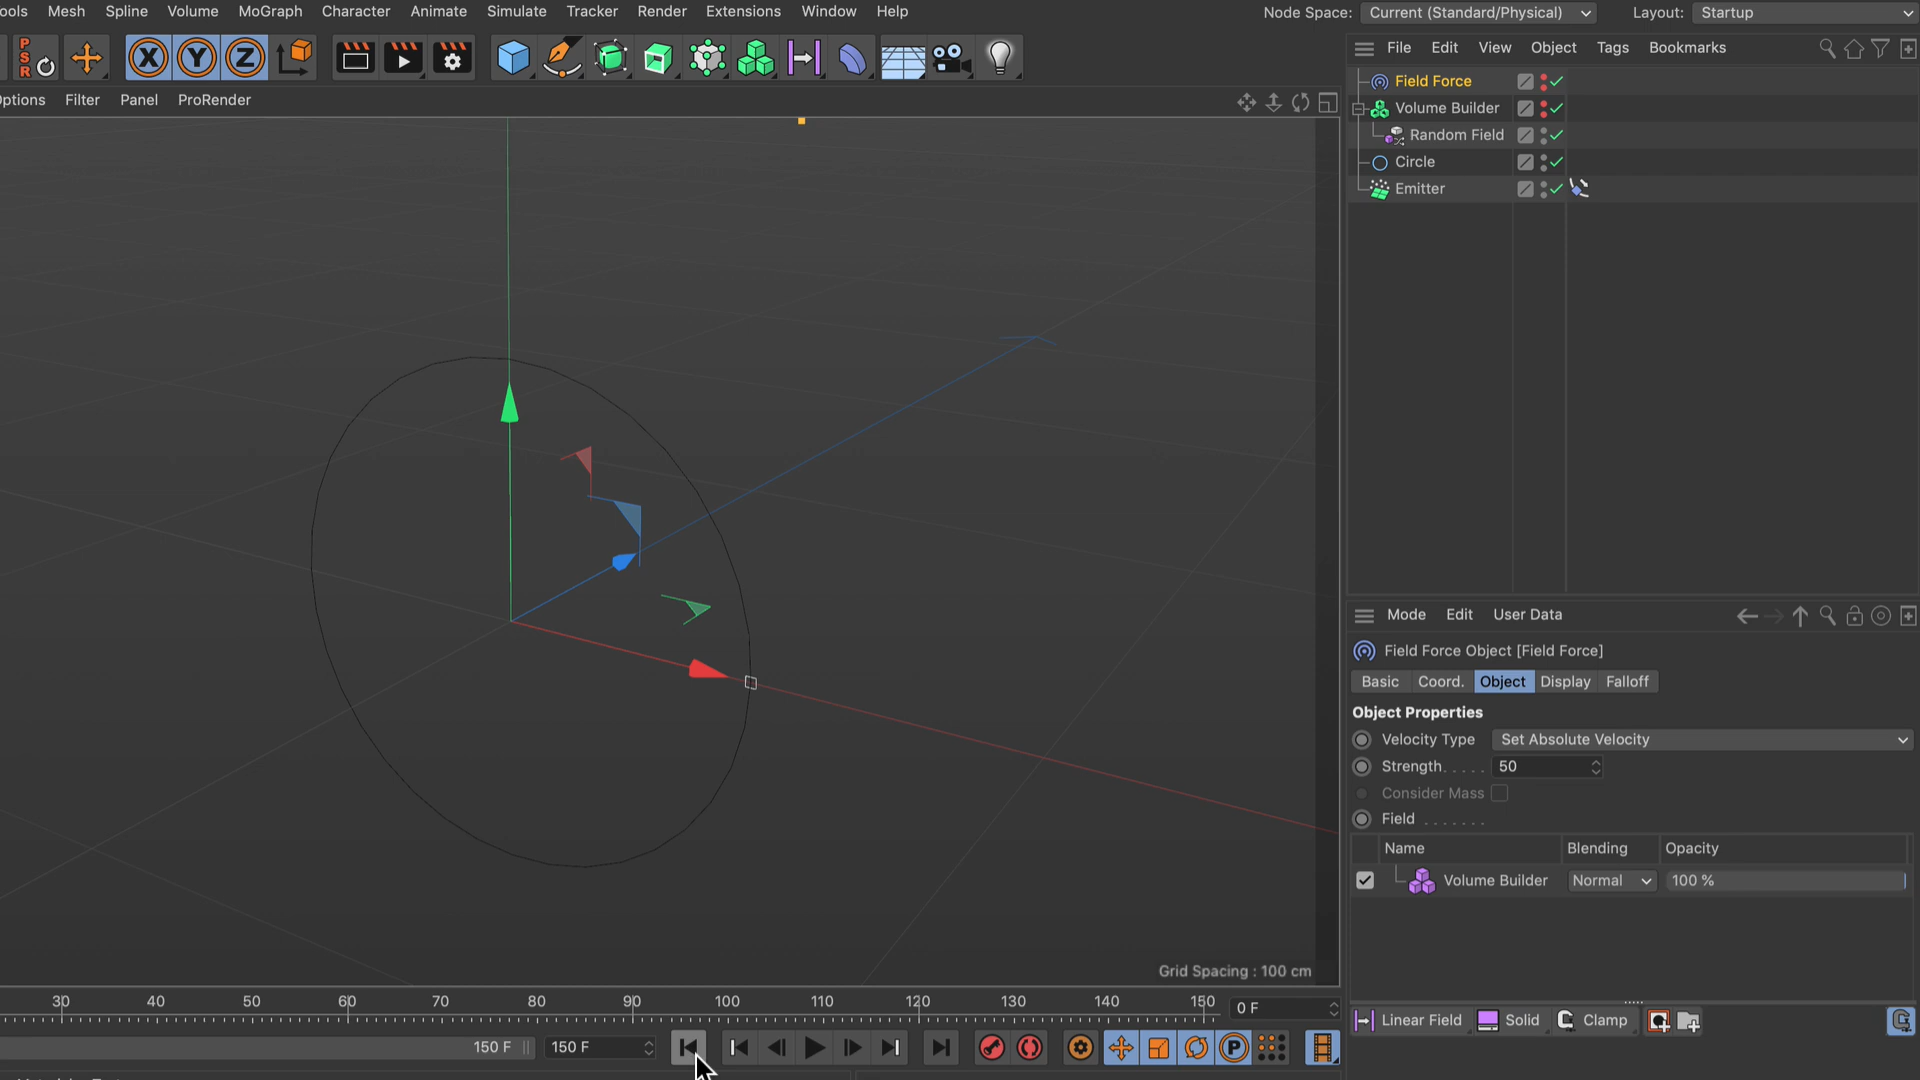 ools Mesh Spline Volume MoGraph Character Animate Simulate Tracker Render Extensions Window Help
Node Space: Current (Standard/Physical) Layout: Startup
PSR X Y Z
File Edit View Object Tags Bookmarks
ptions Filter Panel ProRender
Field Force
Volume Builder
Random Field
Circle
Emitter
Mode Edit User Data
Field Force Object [Field Force]
Basic Coord. Object Display Falloff
Object Properties
Velocity Type Set Absolute Velocity
Strength..... 50
Consider Mass
Field .......
Name Blending Opacity
Volume Builder Normal 100 %
Grid Spacing : 100 cm
30 40 50 60 70 80 90 100 110 120 130 140 150 0 F
Linear Field Solid Clamp
150 F 150 F P